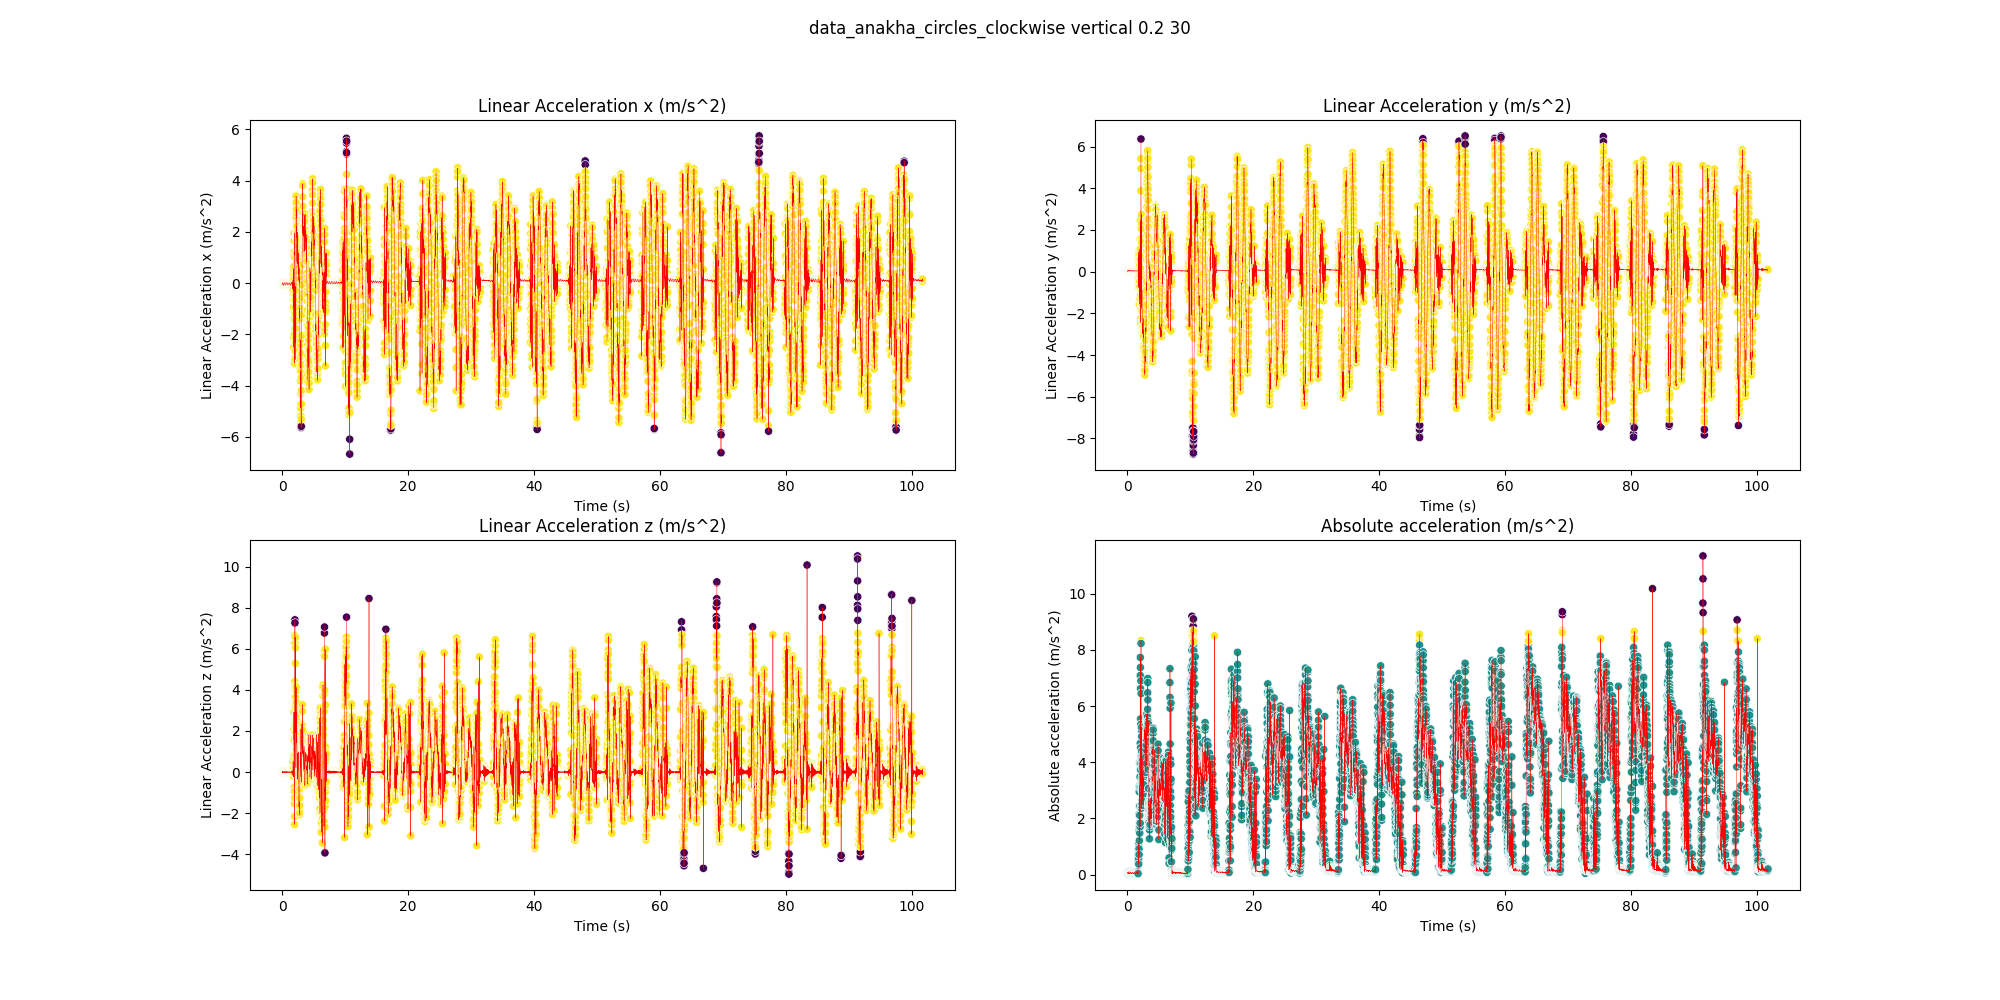 data_anakha_circles_clockwise vertical 0.2 30
Linear Acceleration x (m/s^2)
Linear Acceleration x (m/s^2)
6
4
2
0
−2
−4
−6
0 20 40 60 80 100
Time (s)
Linear Acceleration y (m/s^2)
Linear Acceleration y (m/s^2)
6
4
2
0
−2
−4
−6
−8
0 20 40 60 80 100
Time (s)
Linear Acceleration z (m/s^2)
Linear Acceleration z (m/s^2)
10
8
6
4
2
0
−2
−4
0 20 40 60 80 100
Time (s)
Absolute acceleration (m/s^2)
Absolute acceleration (m/s^2)
10
8
6
4
2
0
0 20 40 60 80 100
Time (s)